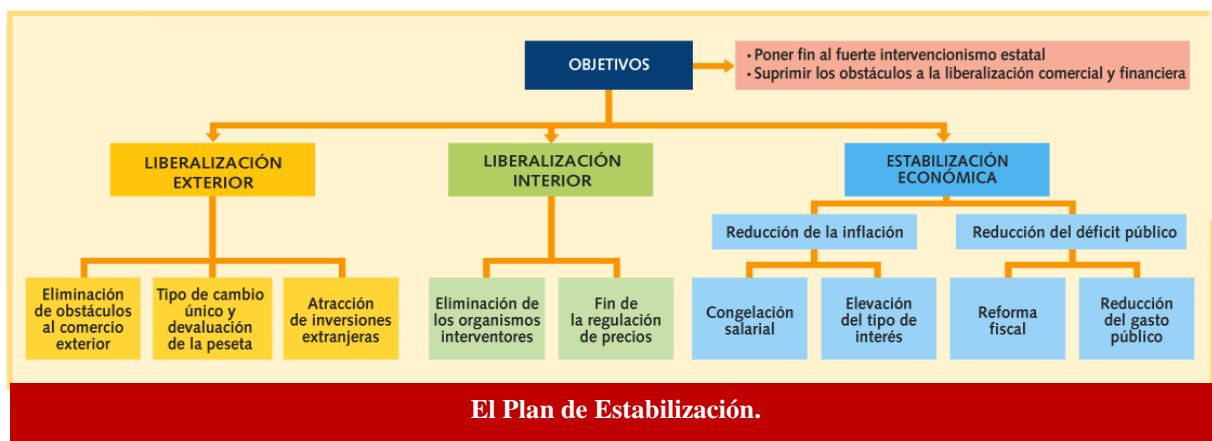 OBJETIVOS
• Poner fin al fuerte intervencionismo estatal
• Suprimir los obstáculos a la liberalización comercial y financiera
LIBERALIZACIÓN
EXTERIOR
LIBERALIZACIÓN
INTERIOR
ESTABILIZACIÓN
ECONÓMICA
Reducción de la inflación
Reducción del déficit público
Eliminación
de obstáculos
al comercio
exterior
Tipo de cambio
único y
devaluación
de la peseta
Atracción
de inversiones
extranjeras
Eliminación de
los organismos
interventores
Fin de
la regulación
de precios
Congelación
salarial
Elevación
del tipo de
interés
Reforma
fiscal
Reducción
del gasto
público
El Plan de Estabilización.